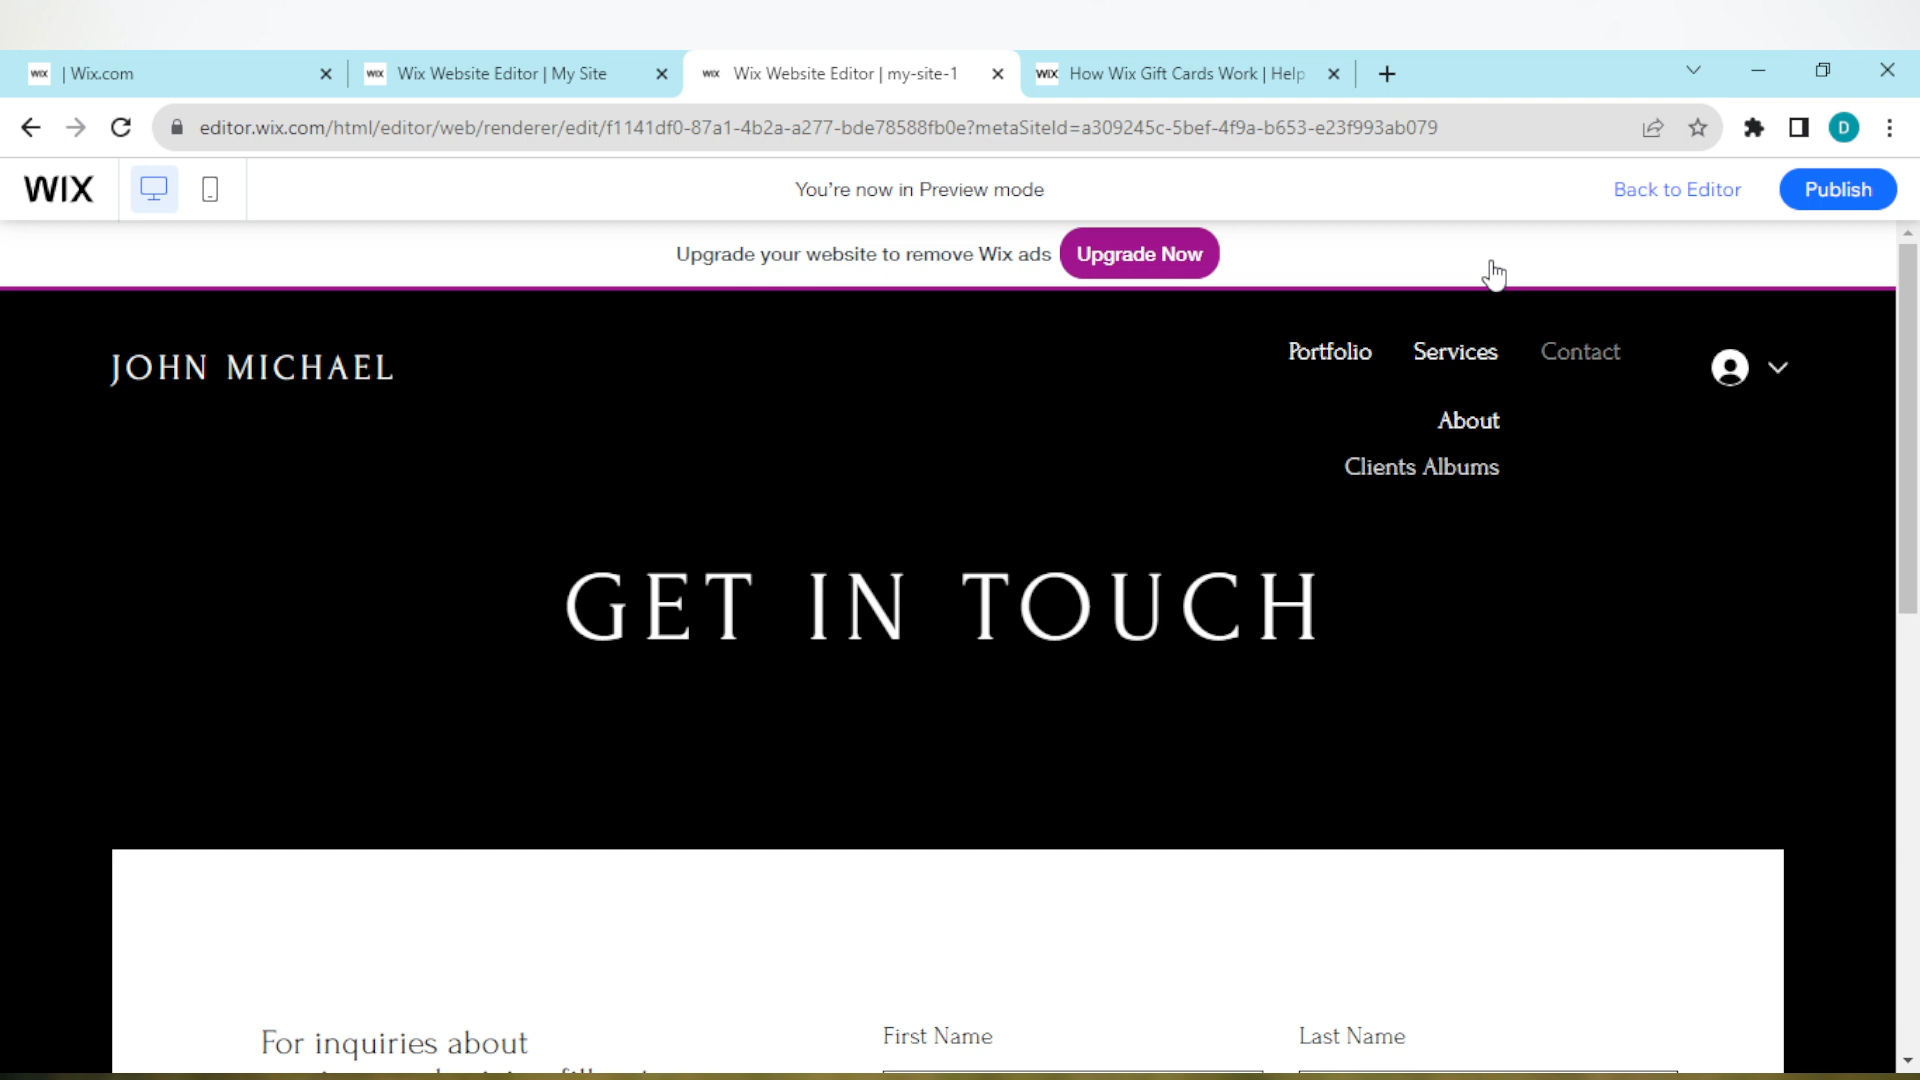 WIX | Wix.com
WIX Wix Website Editor | My Site
WIX Wix Website Editor | my-site-1
WIX How Wix Gift Cards Work | Help
editor.wix.com/html/editor/web/renderer/edit/f1141df0-87a1-4b2a-a277-bde78588fb0e?metaSiteId=a309245c-5bef-4f9a-b653-e23f993ab079
D
WIX
You're now in Preview mode
Back to Editor
Publish
Upgrade your website to remove Wix ads
Upgrade Now
JOHN MICHAEL
Portfolio
Services
Contact
About
Clients Albums
GET IN TOUCH
For inquiries about
First Name
Last Name